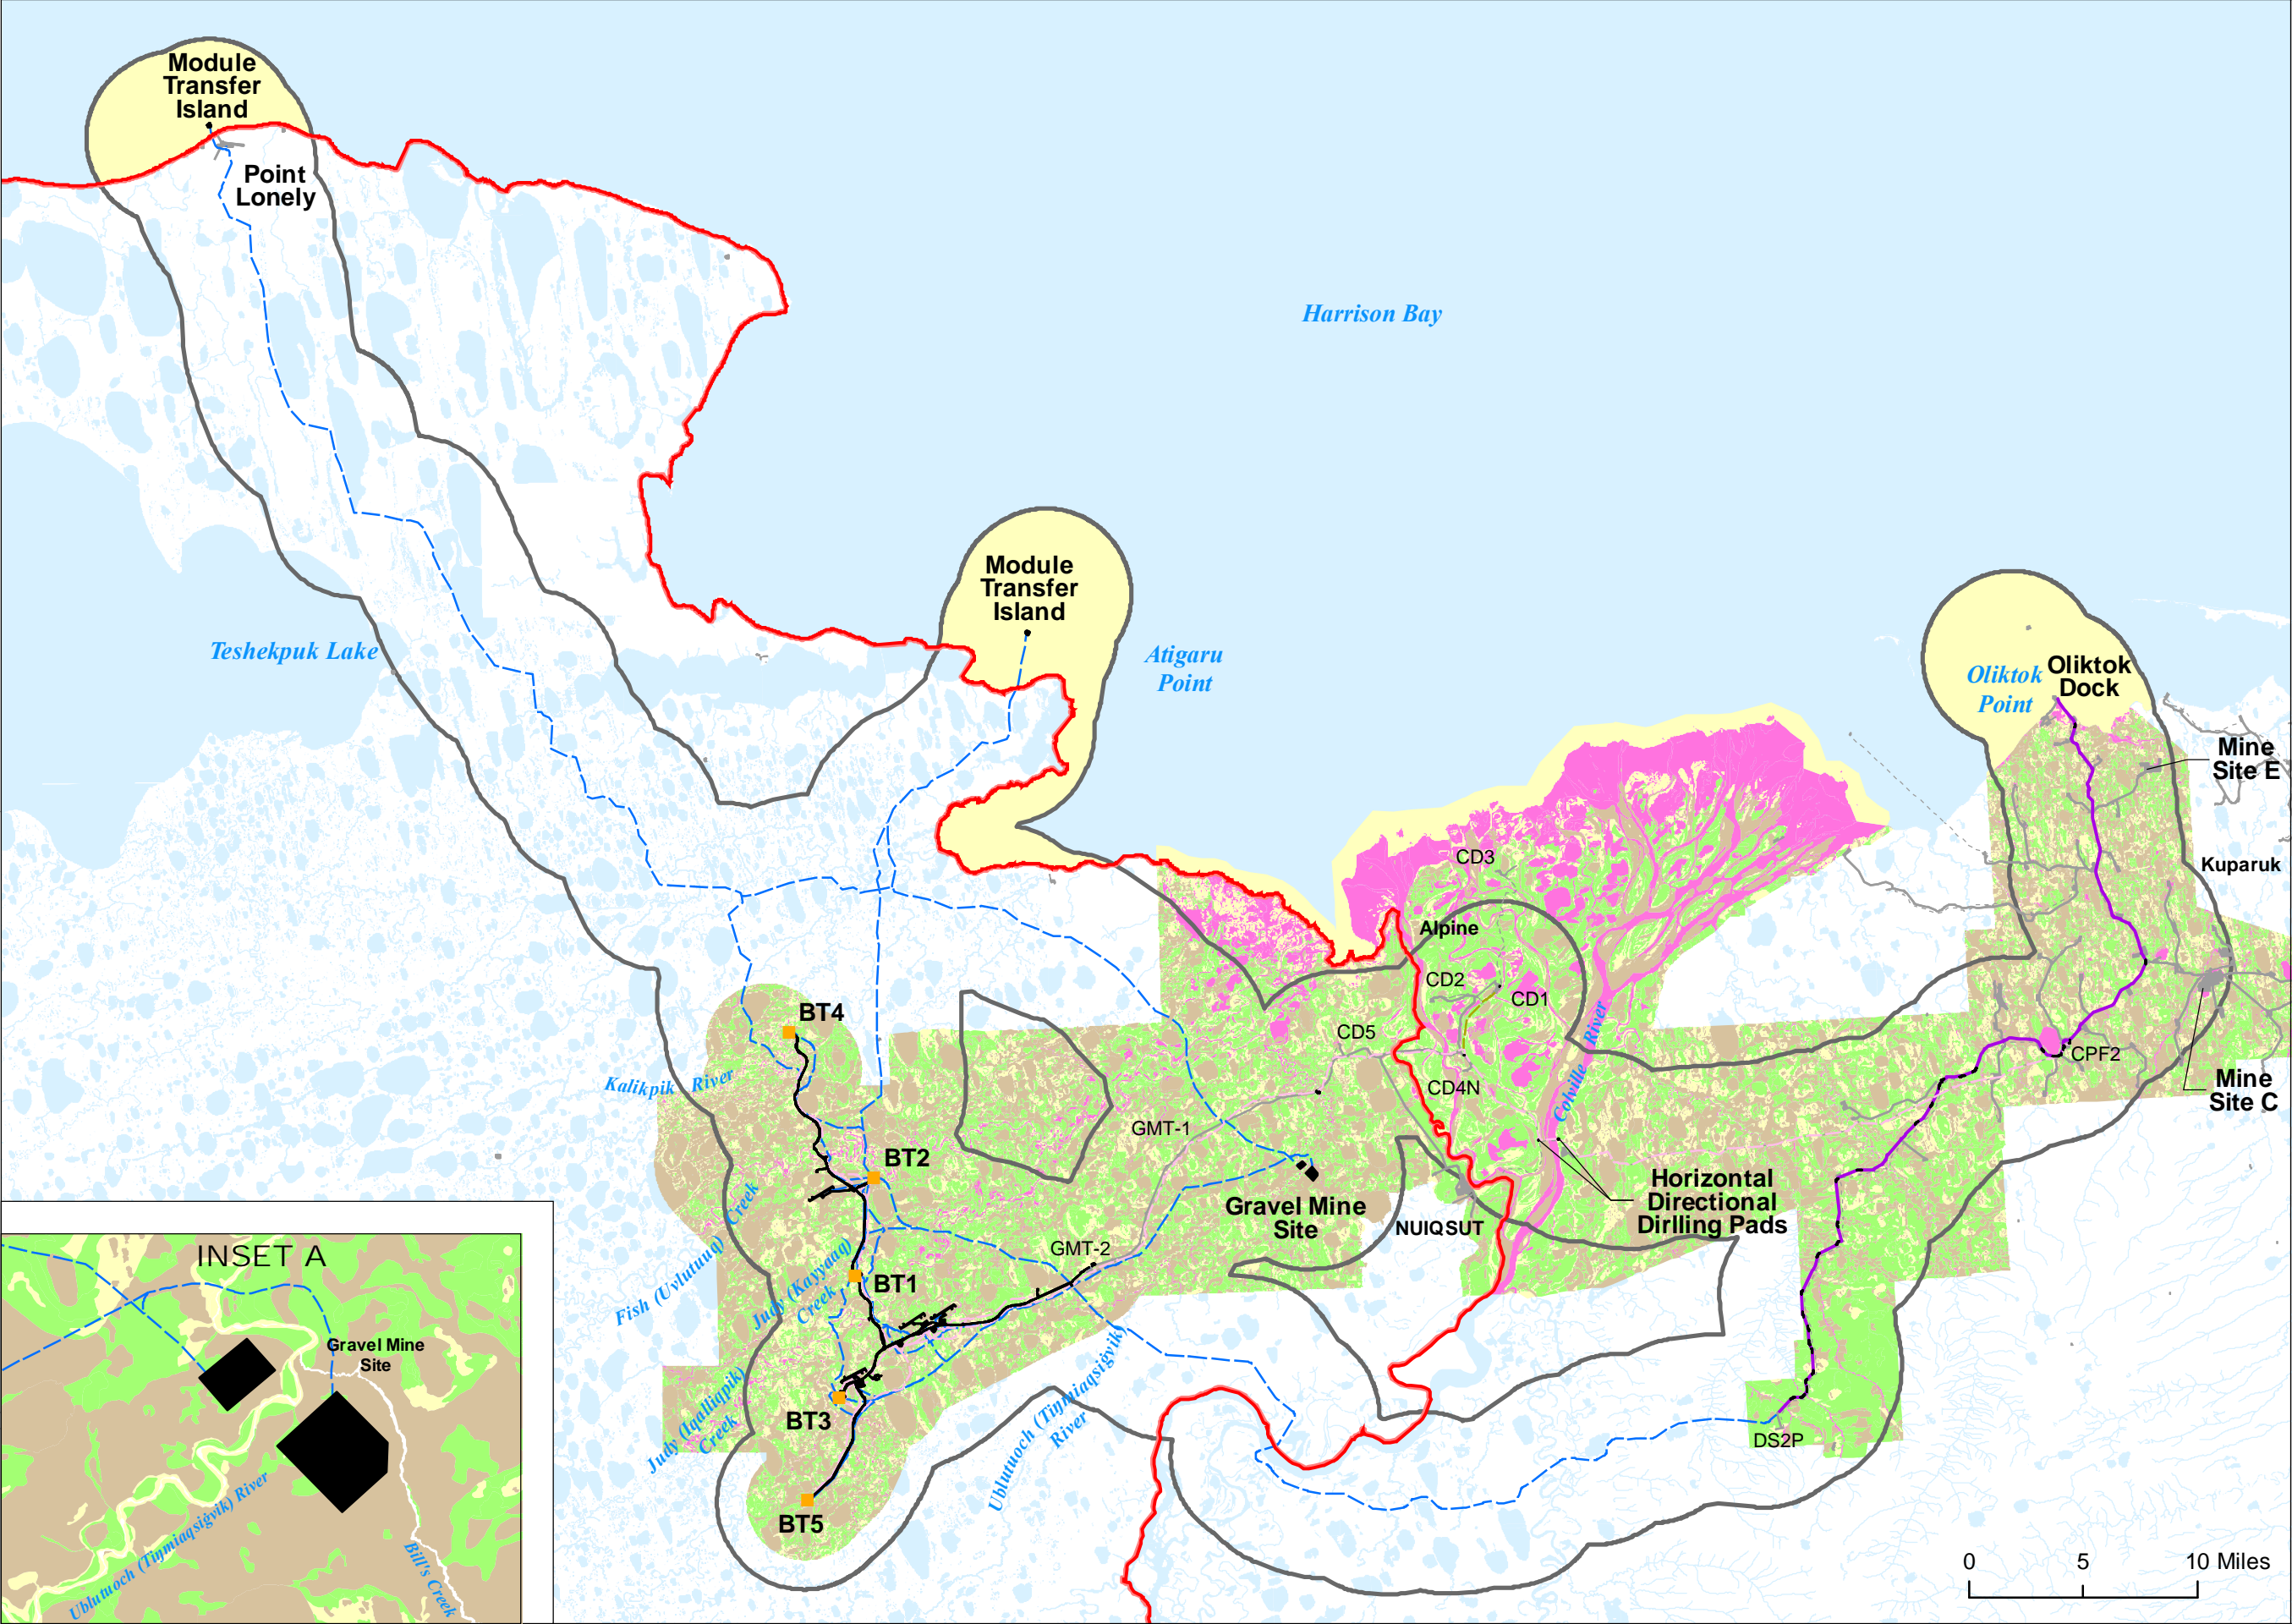 Module
Transfer
Island
Point
Lonely
Harrison Bay
Module
Transfer
Island
Teshekpuk Lake
Atigaru
Point
Oliktok
Point
Oliktok
Dock
Mine
Site E
Kuparuk
CD3
Alpine
CD2
CD1
CD5
CD4N
Colville River
CPF2
Mine
Site C
BT4
Kalikpik River
GMT-1
BT2
Horizontal
Directional
Dirlling Pads
Gravel Mine
Site
NUIQSUT
Fish (Uvlutuuq) Creek
GMT-2
BT1
Judy (Kayyaaq)
Creek
BT3
Judy (Iqalliqpik)
Creek
Ublutuoch (Tiŋmiaqsiġvik)
River
DS2P
BT5
INSET A
Gravel Mine
Site
Ublutuoch (Tiŋmiaqsiġvik) River
Bill's Creek
0 5 10 Miles